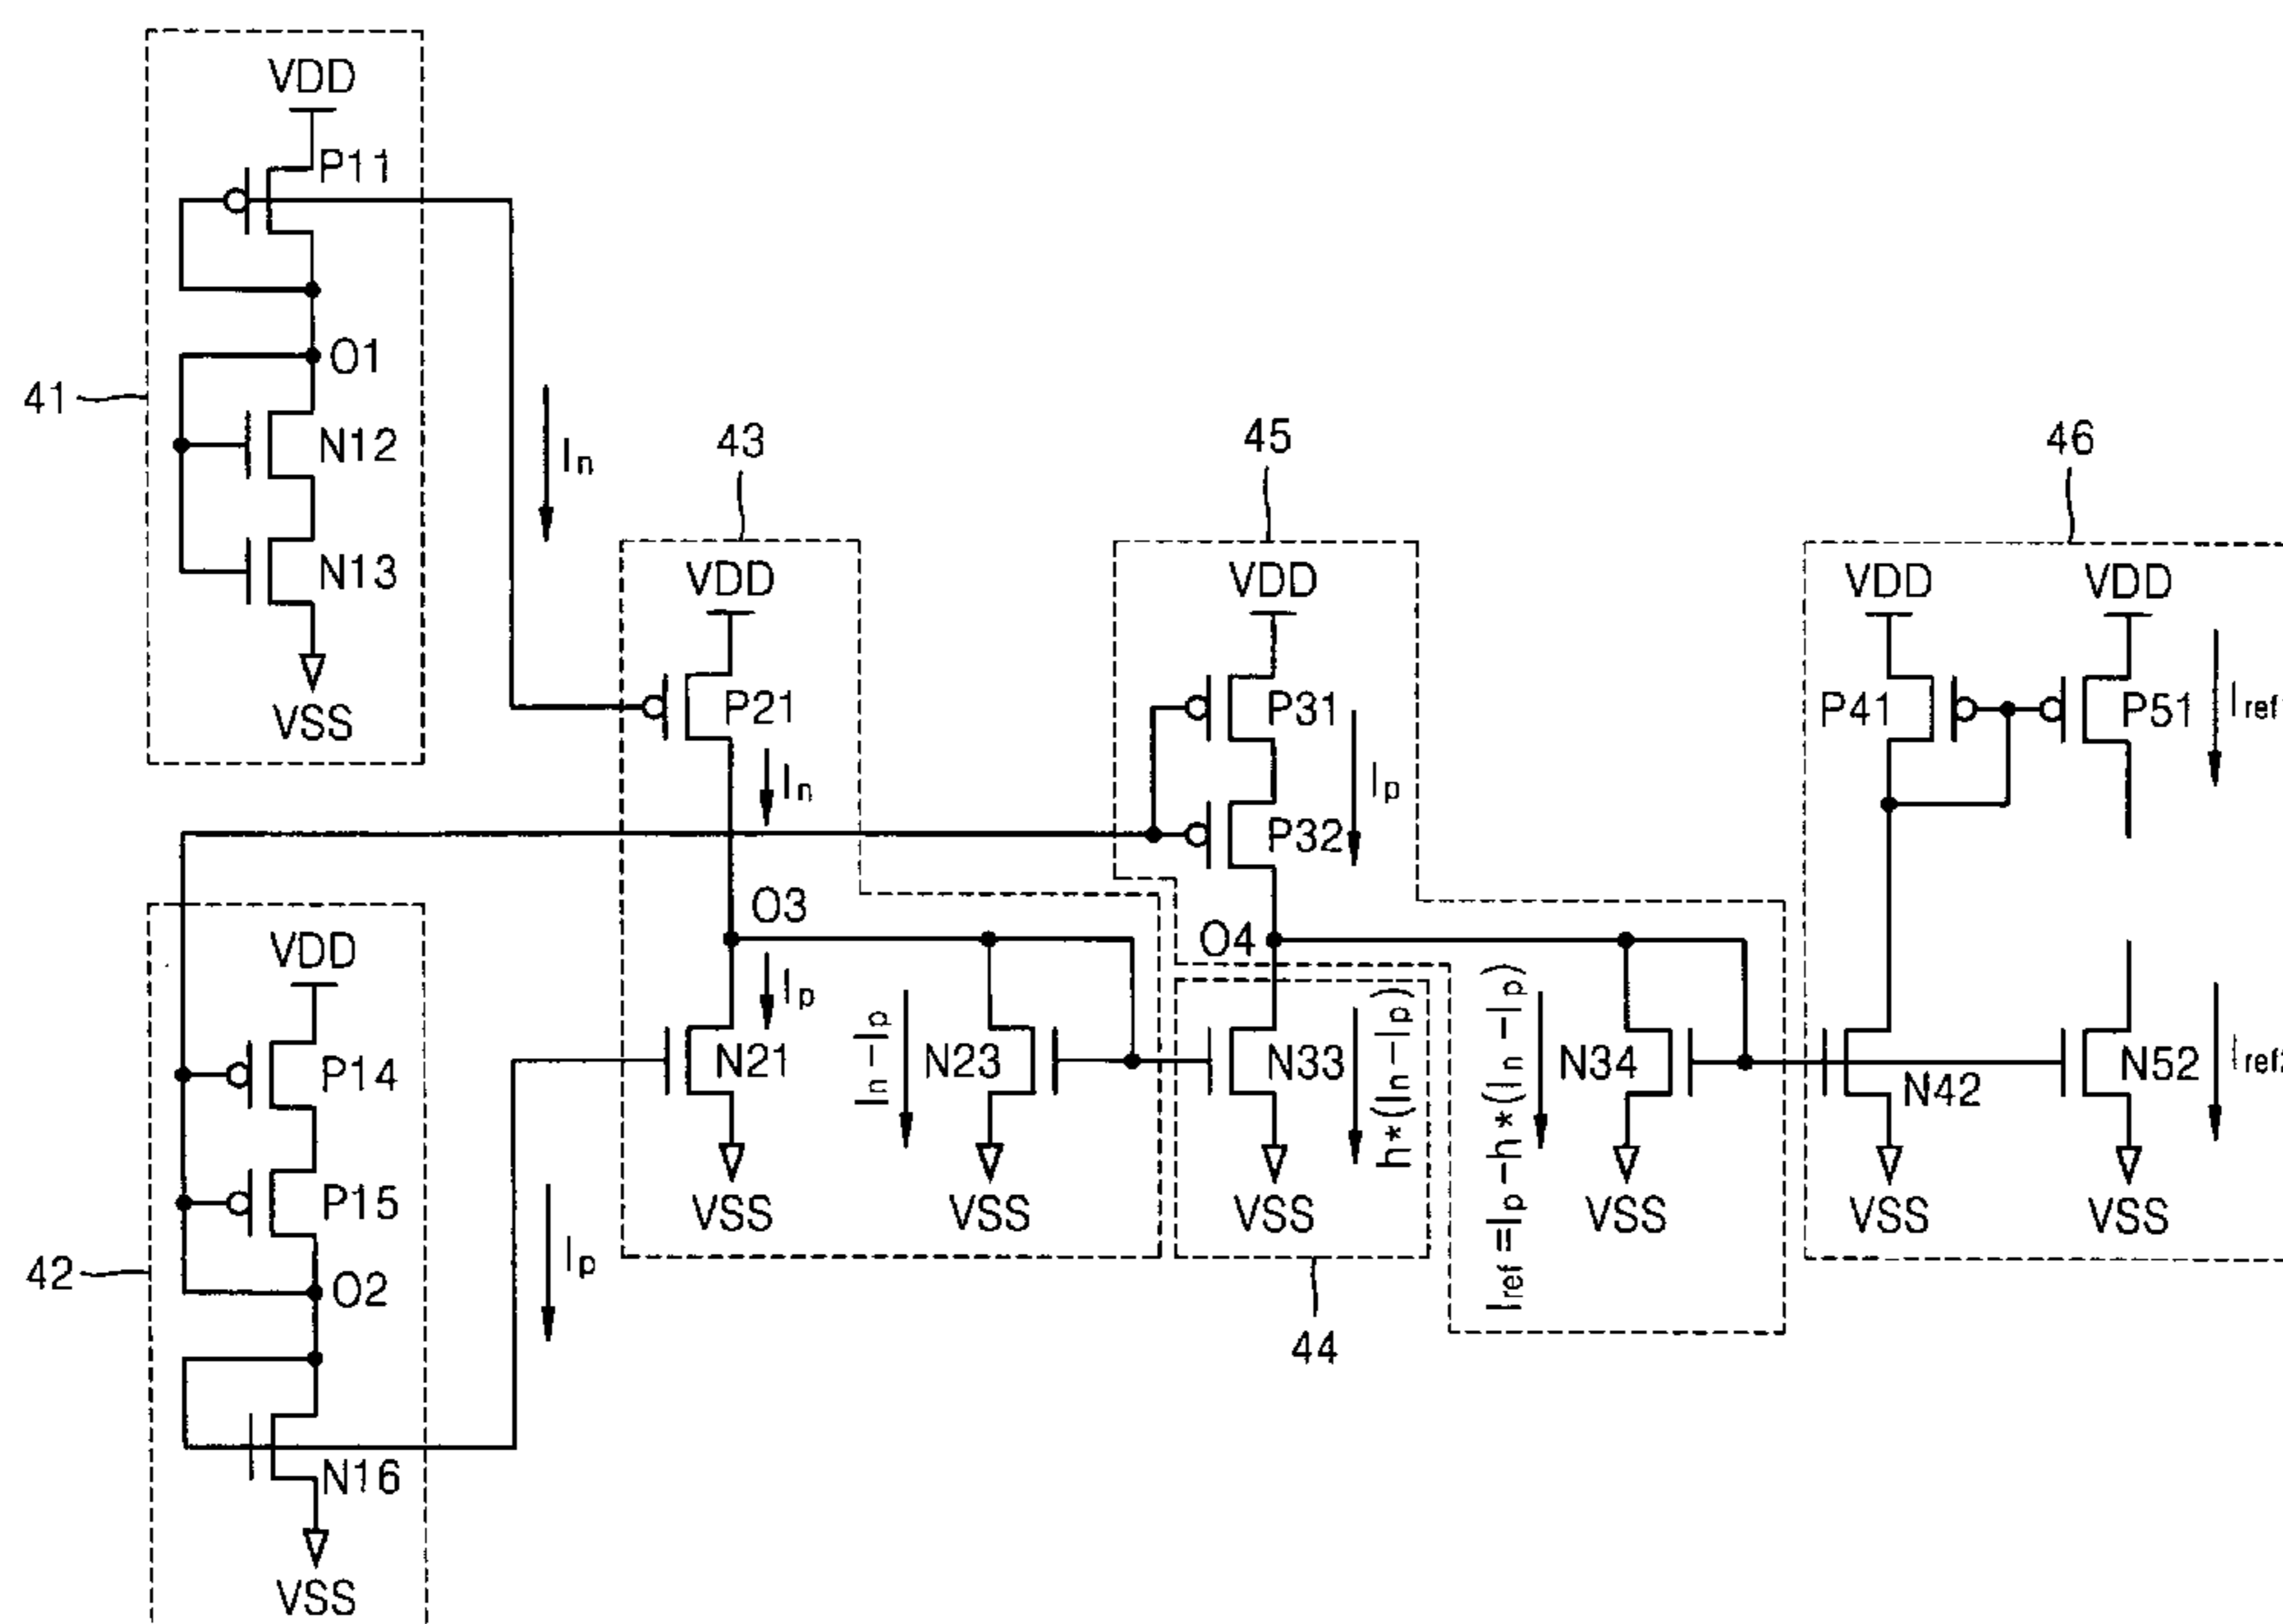 VDD
P11
O1
41
N12
N13
VSS
In
43
VDD
P21
In
O3
Ip
In-Ip
N21
N23
VSS
VSS
45
VDD
P31
P32
Ip
O4
N33
h*(In-Ip)
VSS
44
Iref=Ip-h*(In-Ip)
N34
VSS
46
VDD
VDD
P41
P51
Iref1
N42
N52
VSS
VSS
VDD
P14
P15
42
O2
Ip
N16
VSS